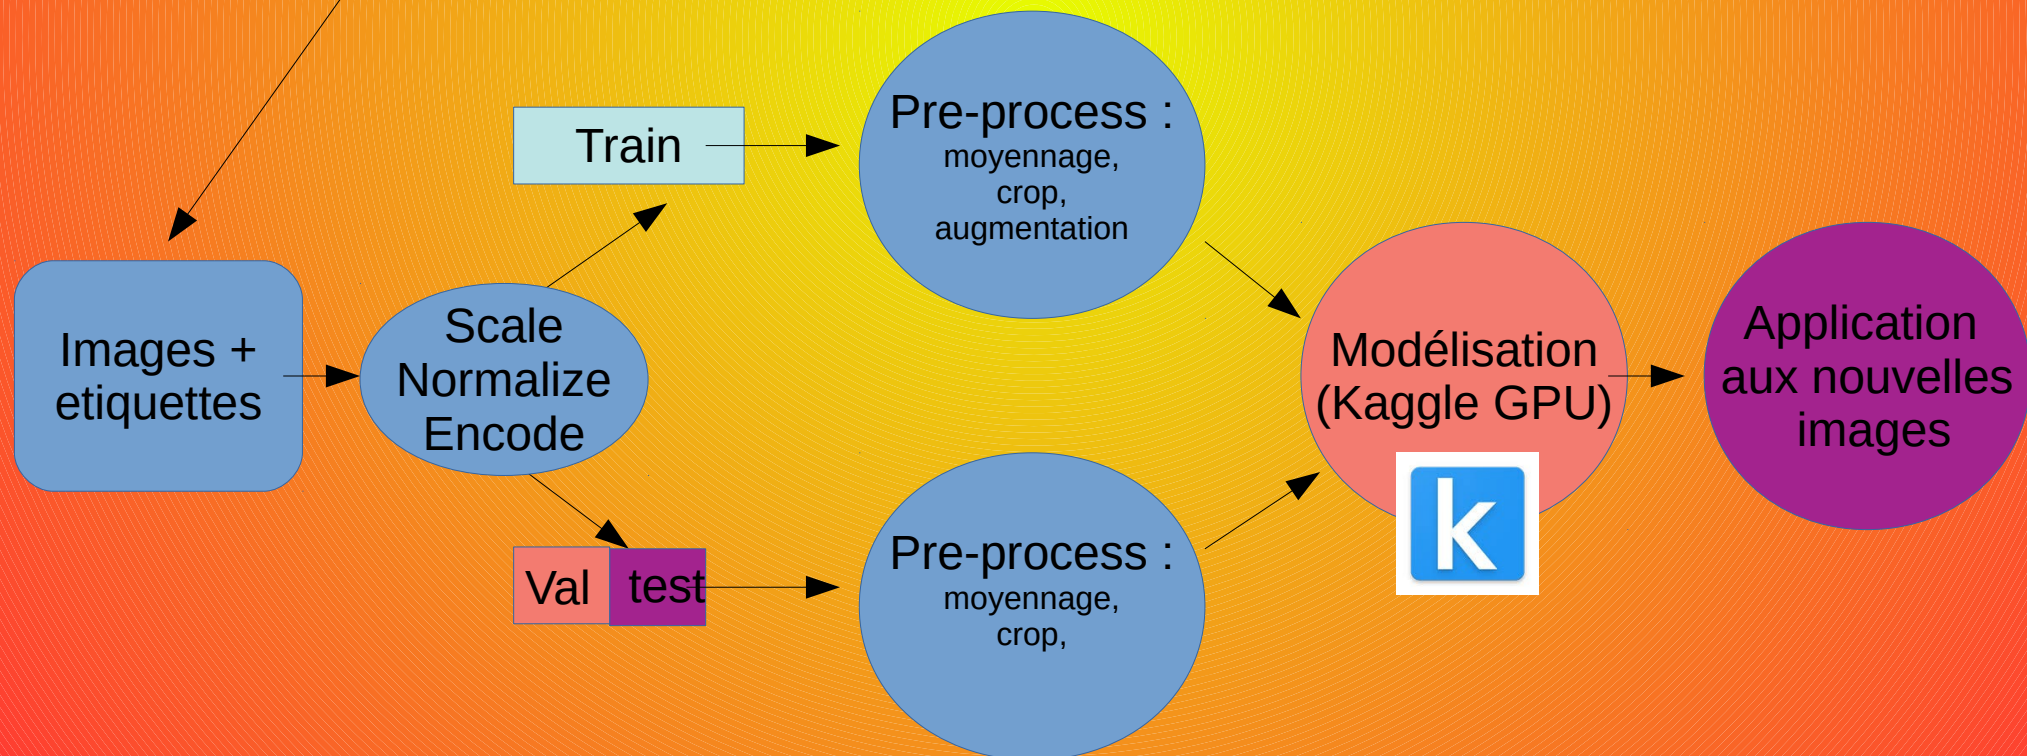 Images +
etiquettes
Scale
Normalize
Encode
Train
Val
test
Pre-process :
moyennage,
crop,
augmentation
Pre-process :
moyennage,
crop,
Modélisation
(Kaggle GPU)
k
Application
aux nouvelles
images